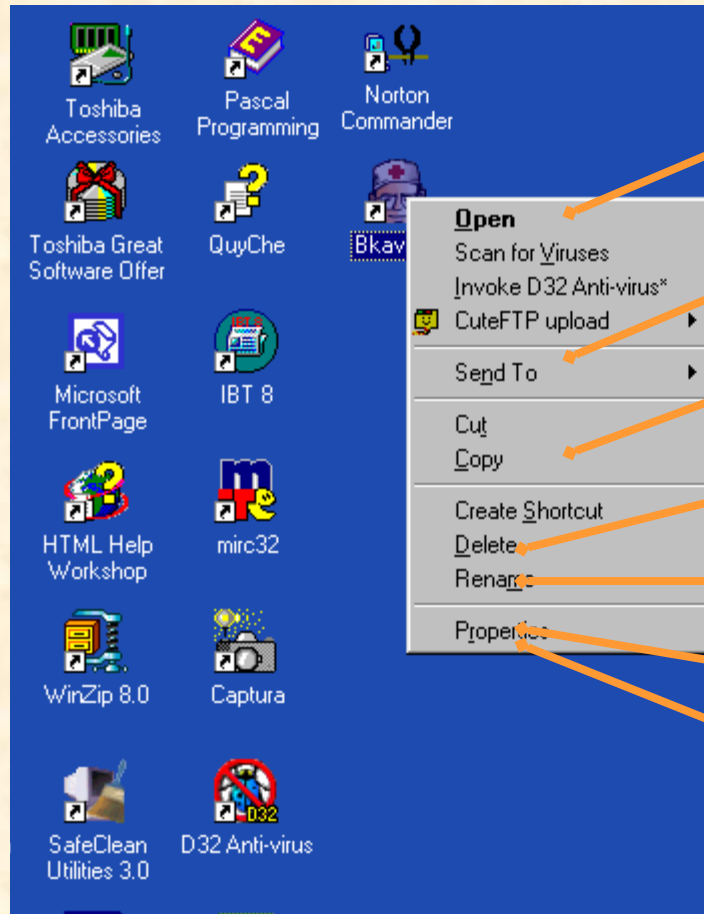 Toshiba
Accessories
Pascal
Programming
Norton
Commander
Toshiba Great
Software Offer
QuyChe
Bkav
Open
Scan for Viruses
Invoke D32 Anti-virus*
CuteFTP upload
Send To
Cut
Copy
Create Shortcut
Delete
Rename
Properties
Microsoft
FrontPage
IBT 8
HTML Help
Workshop
mirc32
WinZip 8.0
Captura
SafeClean
Utilities 3.0
D32
D32 Anti-virus